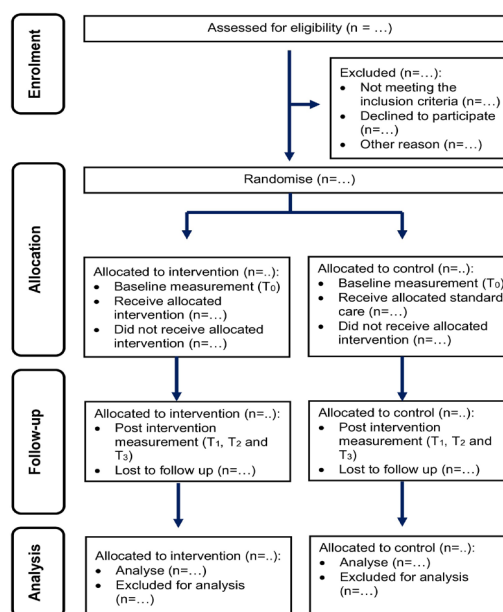 Enrolment
Assessed for eligibility (n = …)
Excluded (n=…):
• Not meeting the
inclusion criteria (n=…)
• Declined to participate
(n=…)
• Other reason (n=…)
Randomise (n=…)
Allocation
Allocated to intervention (n=..):
• Baseline measurement (T₀)
• Receive allocated
intervention (n=…)
• Did not receive allocated
intervention (n=…)
Allocated to control (n=..):
• Baseline measurement (T₀)
• Receive allocated standard
care (n=…)
• Did not receive allocated
intervention (n=…)
Follow-up
Allocated to intervention (n=..):
• Post intervention
measurement (T₁, T₂ and
T₃)
• Lost to follow up (n=…)
Allocated to control (n=..):
• Post intervention
measurement (T₁, T₂ and
T₃)
• Lost to follow up (n=…)
Analysis
Allocated to intervention (n=..):
• Analyse (n=…)
• Excluded for analysis
(n=…)
Allocated to control (n=..):
• Analyse (n=…)
• Excluded for analysis
(n=…)